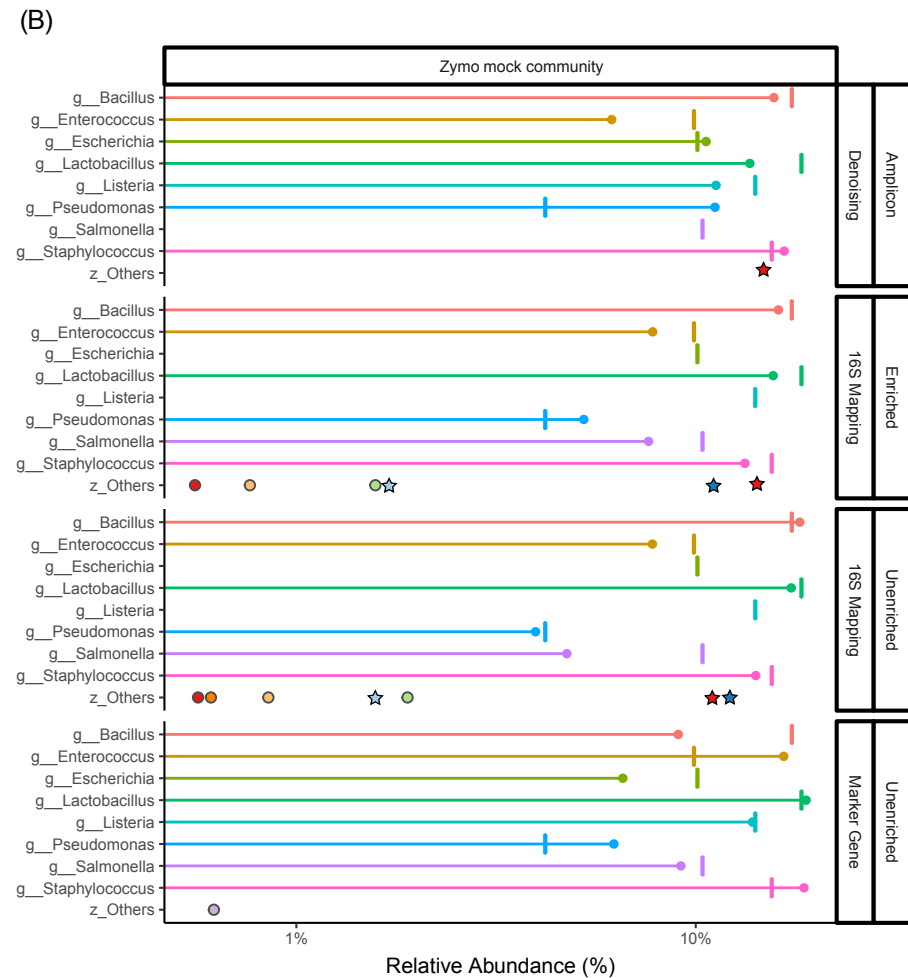 (B)
Zymo mock community
g__Bacillus
g__Enterococcus
g__Escherichia
g__Lactobacillus
g__Listeria
g__Pseudomonas
g__Salmonella
g__Staphylococcus
z_Others
Denoising
Amplicon
g__Bacillus
g__Enterococcus
g__Escherichia
g__Lactobacillus
g__Listeria
g__Pseudomonas
g__Salmonella
g__Staphylococcus
z_Others
16S Mapping
Enriched
g__Bacillus
g__Enterococcus
g__Escherichia
g__Lactobacillus
g__Listeria
g__Pseudomonas
g__Salmonella
g__Staphylococcus
z_Others
16S Mapping
Unenriched
g__Bacillus
g__Enterococcus
g__Escherichia
g__Lactobacillus
g__Listeria
g__Pseudomonas
g__Salmonella
g__Staphylococcus
z_Others
Marker Gene
Unenriched
1%
10%
Relative Abundance (%)